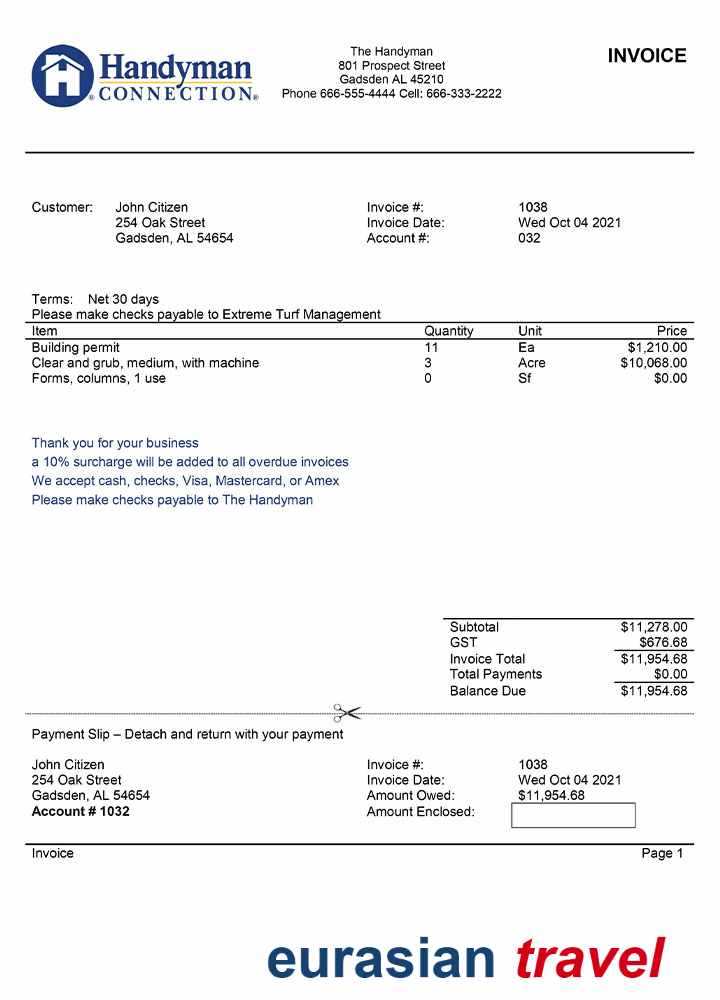 Handyman
CONNECTION
The Handyman
801 Prospect Street
Gadsden AL 45210
Phone 666-555-4444 Cell: 666-333-2222
INVOICE
Customer: John Citizen Invoice #: 1038
254 Oak Street Invoice Date: Wed Oct 04 2021
Gadsden, AL 54654 Account #: 032
Terms: Net 30 days
Please make checks payable to Extreme Turf Management
Item Quantity Unit Price
Building permit 11 Ea $1,210.00
Clear and grub, medium, with machine 3 Acre $10,068.00
Forms, columns, 1 use 0 Sf $0.00
Thank you for your business
a 10% surcharge will be added to all overdue invoices
We accept cash, checks, Visa, Mastercard, or Amex
Please make checks payable to The Handyman
Subtotal $11,278.00
GST $676.68
Invoice Total $11,954.68
Total Payments $0.00
Balance Due $11,954.68
Payment Slip – Detach and return with your payment
John Citizen Invoice #: 1038
254 Oak Street Invoice Date: Wed Oct 04 2021
Gadsden, AL 54654 Amount Owed: $11,954.68
Account # 1032 Amount Enclosed:
Invoice Page 1
eurasian travel